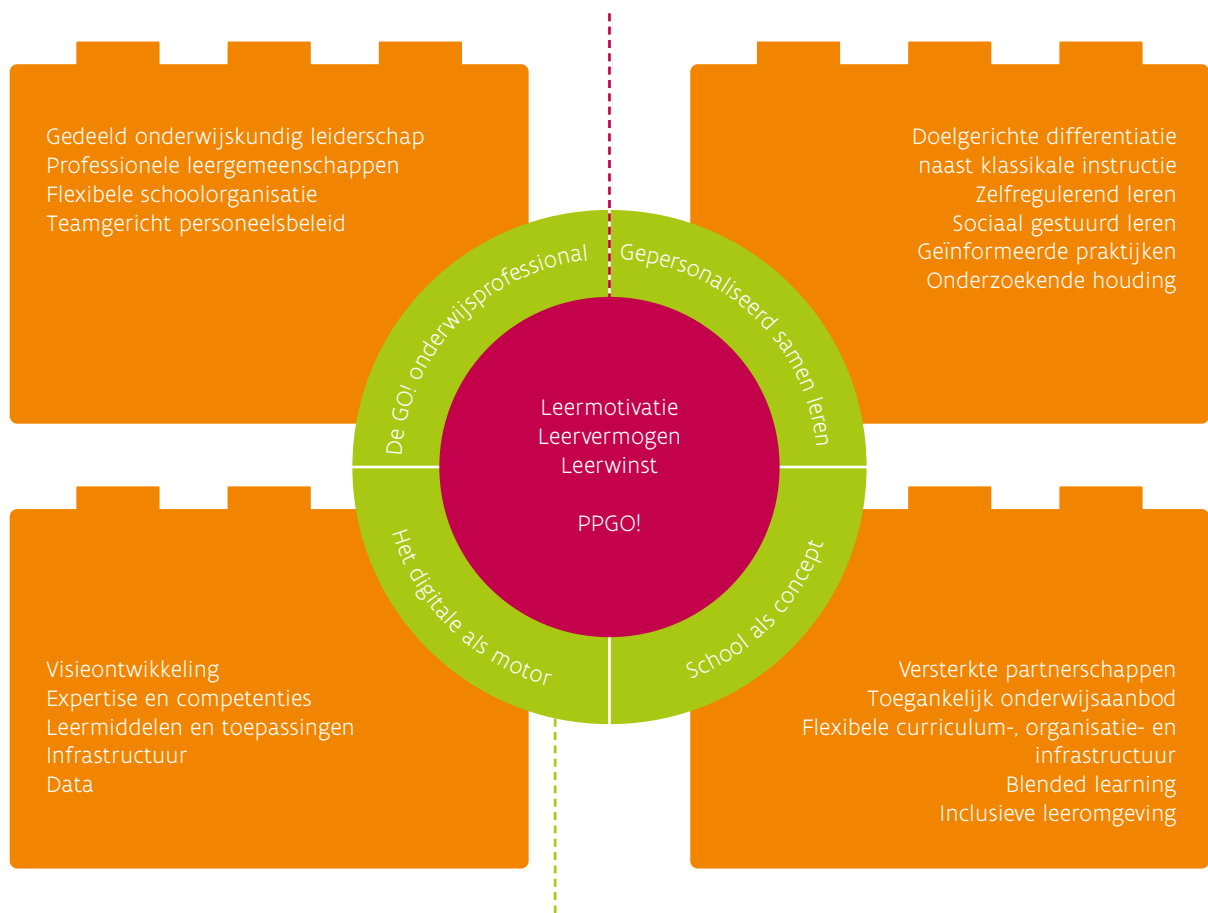 Gedeeld onderwijskundig leiderschap
Professionele leergemeenschappen
Flexibele schoolorganisatie
Teamgericht personeelsbeleid
Doelgerichte differentiatie
naast klassikale instructie
Zelfregulerend leren
Sociaal gestuurd leren
Geïnformeerde praktijken
Onderzoekende houding
De GO! onderwijsprofessional
Gepersonaliseerd samen leren
Leermotivatie
Leervermogen
Leerwinst
PPGO!
Het digitale als motor
School als concept
Visieontwikkeling
Expertise en competenties
Leermiddelen en toepassingen
Infrastructuur
Data
Versterkte partnerschappen
Toegankelijk onderwijsaanbod
Flexibele curriculum-, organisatie- en
infrastructuur
Blended learning
Inclusieve leeromgeving